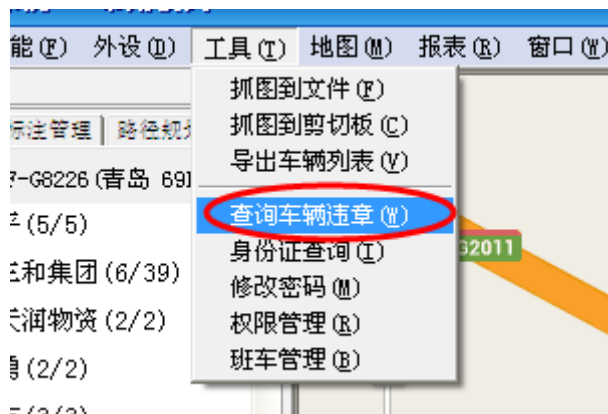 能(F) 外设(D) 工具(T) 地图(M) 报表(R) 窗口(W)
抓图到文件(F)
抓图到剪切板(C)
导出车辆列表(V)
查询车辆违章(W)
身份证查询(I)
修改密码(M)
权限管理(R)
班车管理(B)
标注管理 路径规
-G8226(青岛 69
(5/5)
三和集团(6/39)
天润物资(2/2)
(2/2)
G2011